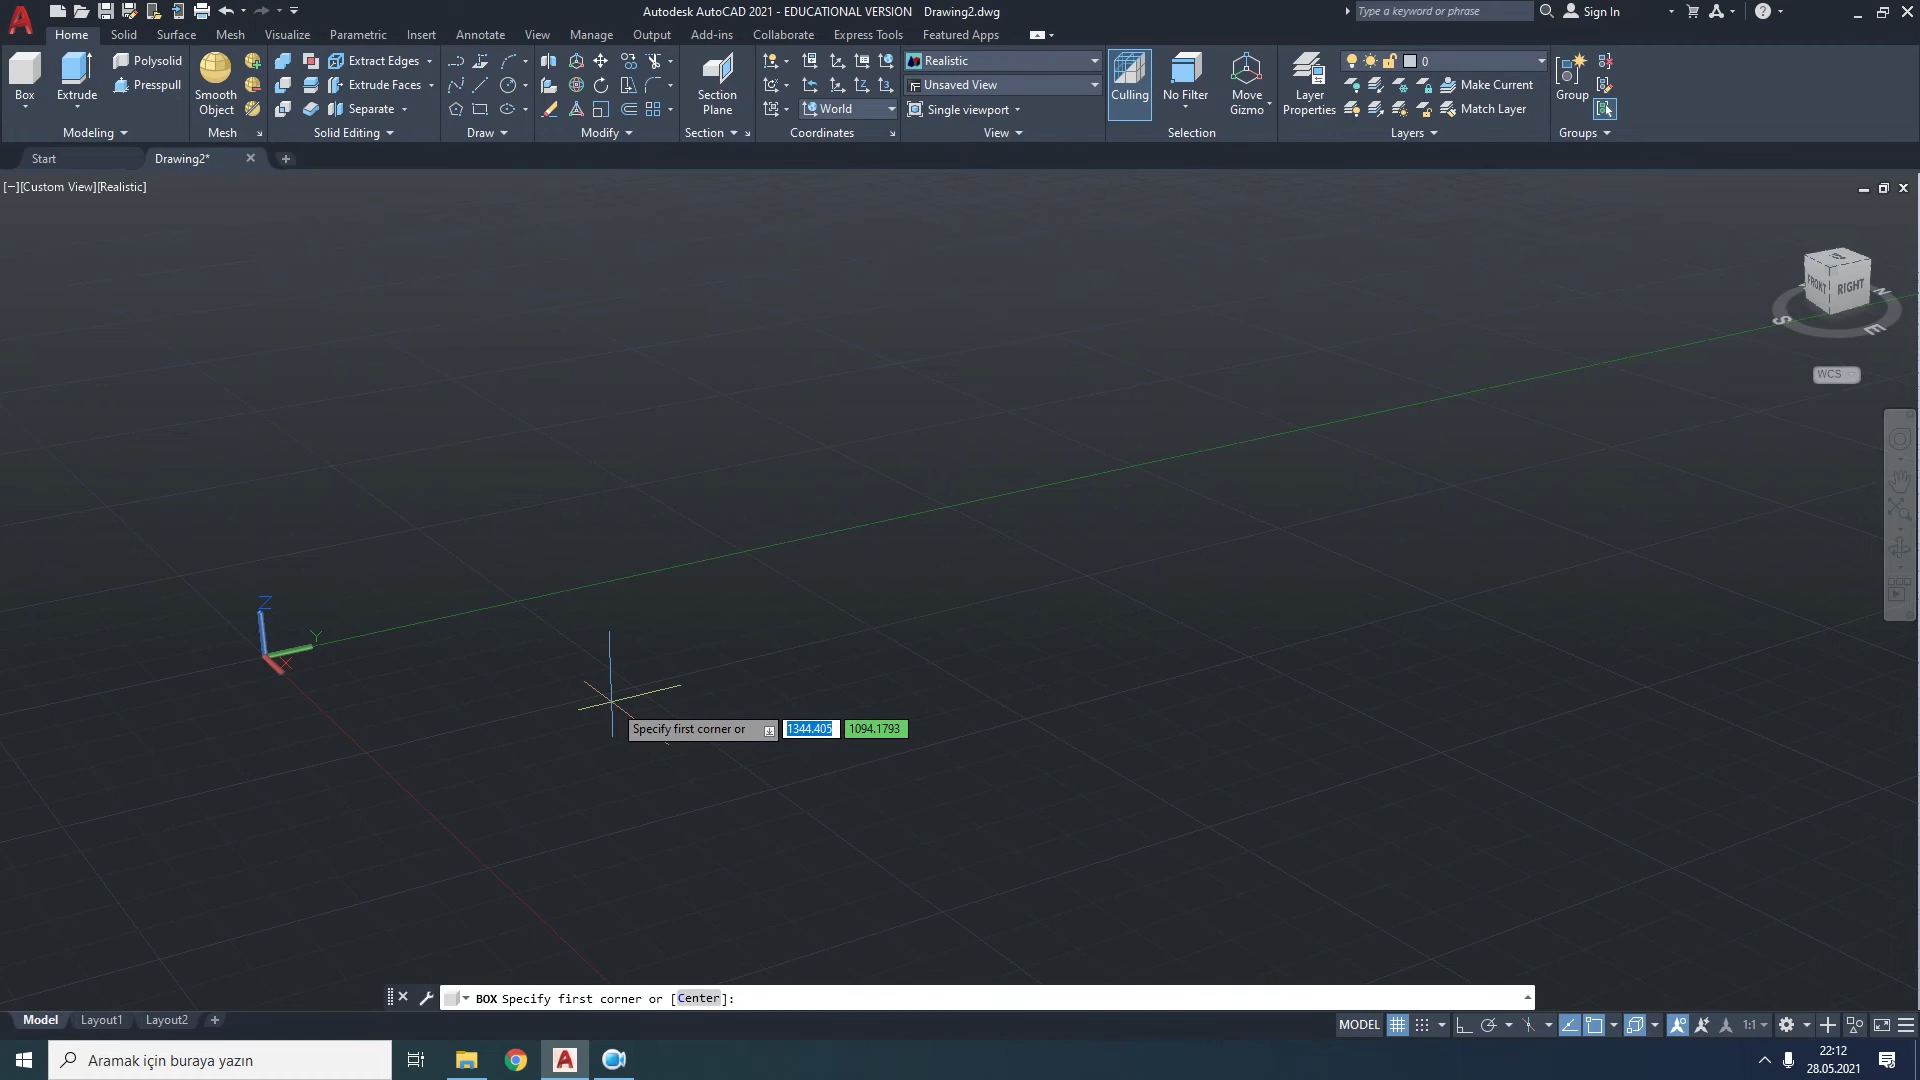 Autodesk AutoCAD 2021 - EDUCATIONAL VERSION Drawing2.dwg
Type a keyword or phrase
Sign In
Home Solid Surface Mesh Visualize Parametric Insert Annotate View Manage Output Add-ins Collaborate Express Tools Featured Apps
Box
Extrude
Polysolid
Presspull
Modeling
Smooth
Object
Mesh
Extract Edges
Extrude Faces
Separate
Solid Editing
Draw
Modify
Section
Plane
Section
World
Coordinates
Realistic
Unsaved View
Single viewport
View
Culling
No Filter
Move
Gizmo
Selection
Layer
Properties
0
Make Current
Match Layer
Layers
Group
Groups
Start
Drawing2*
[−][Custom View][Realistic]
FRONT
RIGHT
N
S
E
WCS
Z
Y
X
Specify first corner or
1344.405
1094.1793
BOX Specify first corner or [Center]:
Model
Layout1
Layout2
MODEL
1:1
Aramak için buraya yazın
22:12
28.05.2021